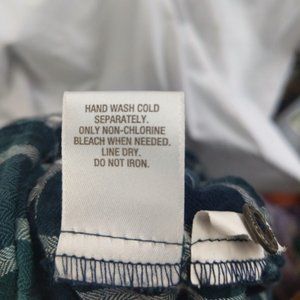 HAND WASH COLD
SEPARATELY.
ONLY NON-CHLORINE
BLEACH WHEN NEEDED.
LINE DRY.
DO NOT IRON.